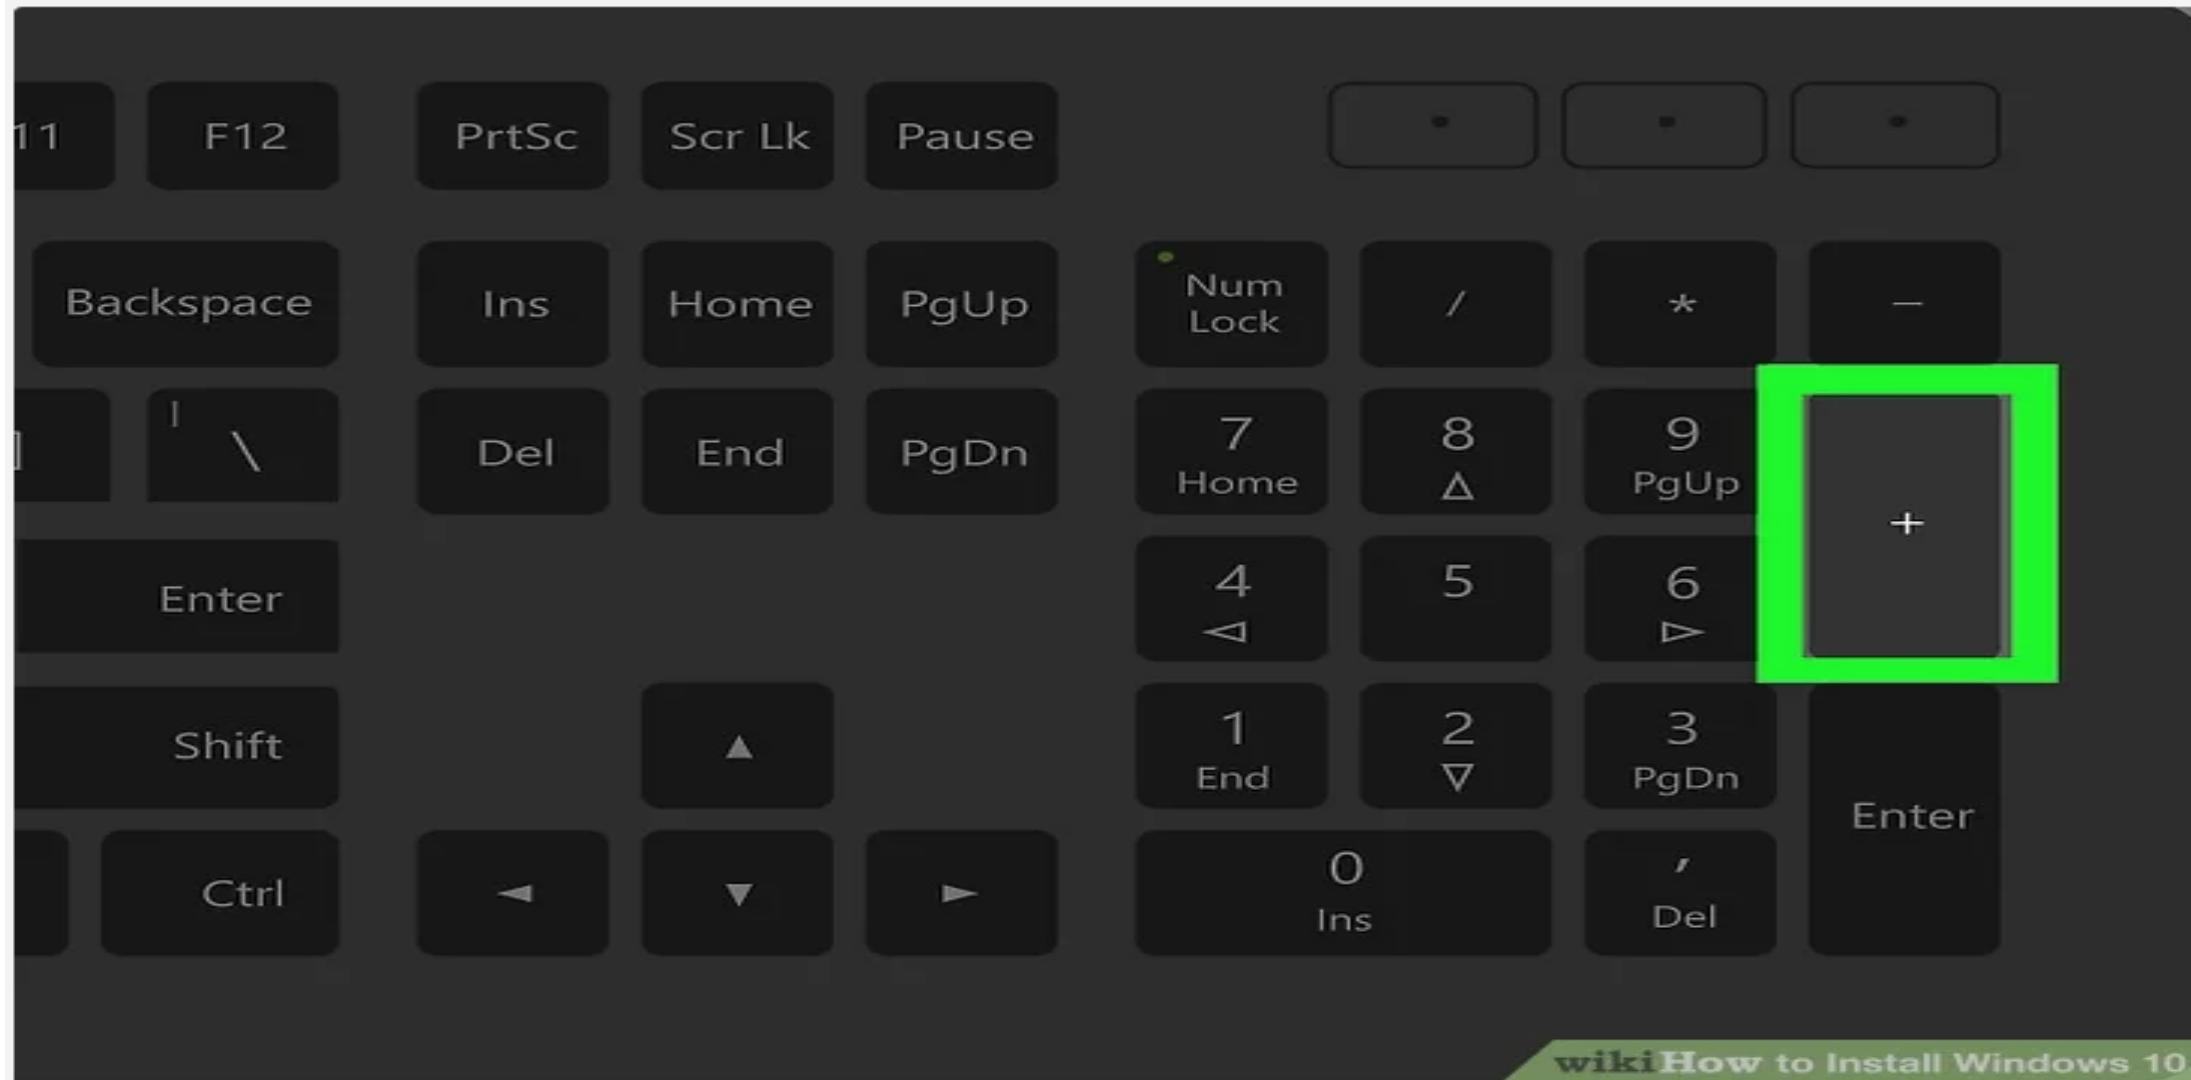 11 F12 PrtSc Scr Lk Pause
Backspace Ins Home PgUp Num Lock / * −
] | \ Del End PgDn 7 Home 8 △ 9 PgUp +
Enter 4 ◁ 5 6 ▷
Shift ▲ 1 End 2 ▽ 3 PgDn Enter
Ctrl ◄ ▼ ► 0 Ins ′ Del
wikiHow to Install Windows 10